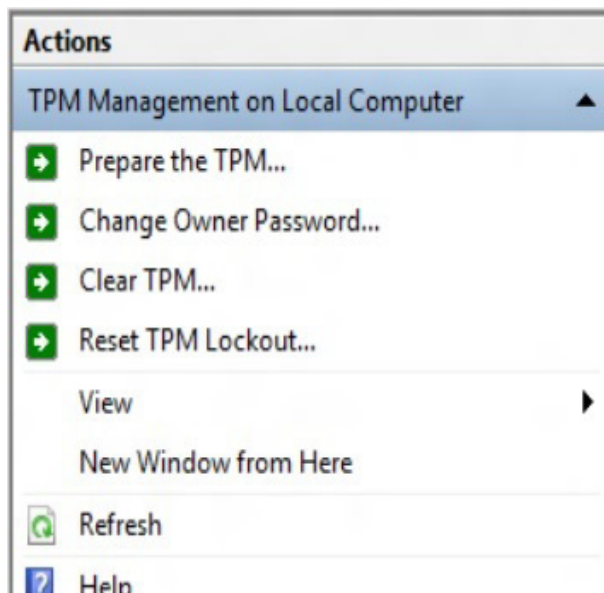 Actions
TPM Management on Local Computer
Prepare the TPM...
Change Owner Password...
Clear TPM...
Reset TPM Lockout...
View
New Window from Here
Refresh
Help